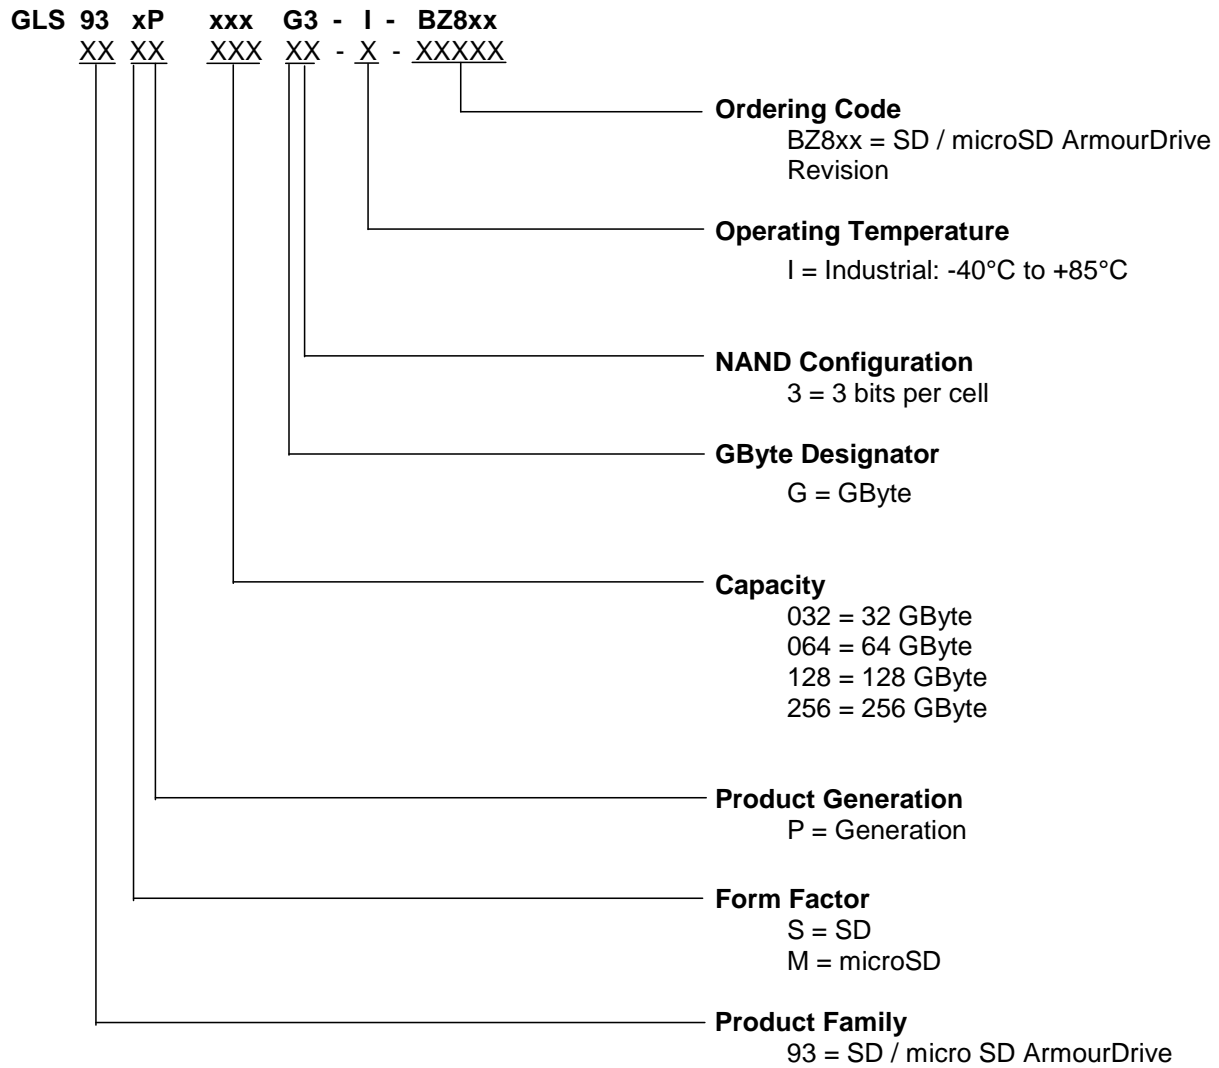 GLS 93 xP xxx G3 - I - BZ8xx
XX XX XXX XX - X - XXXXX
Ordering Code
BZ8xx = SD / microSD ArmourDrive
Revision
Operating Temperature
I = Industrial: -40°C to +85°C
NAND Configuration
3 = 3 bits per cell
GByte Designator
G = GByte
Capacity
032 = 32 GByte
064 = 64 GByte
128 = 128 GByte
256 = 256 GByte
Product Generation
P = Generation
Form Factor
S = SD
M = microSD
Product Family
93 = SD / micro SD ArmourDrive